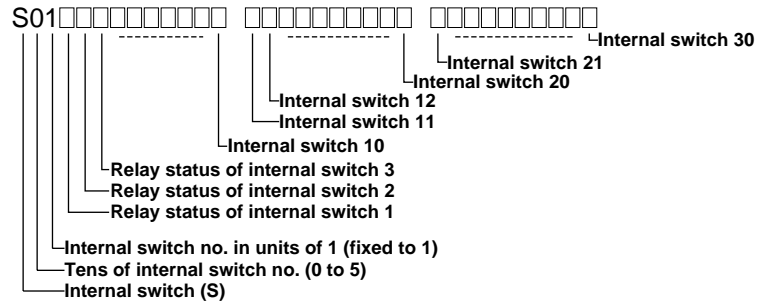 S01□□□□□□□□□□ □□□□□□□□□□ □□□□□□□□□□
Internal switch 30
Internal switch 21
Internal switch 20
Internal switch 12
Internal switch 11
Internal switch 10
Relay status of internal switch 3
Relay status of internal switch 2
Relay status of internal switch 1
Internal switch no. in units of 1 (fixed to 1)
Tens of internal switch no. (0 to 5)
Internal switch (S)